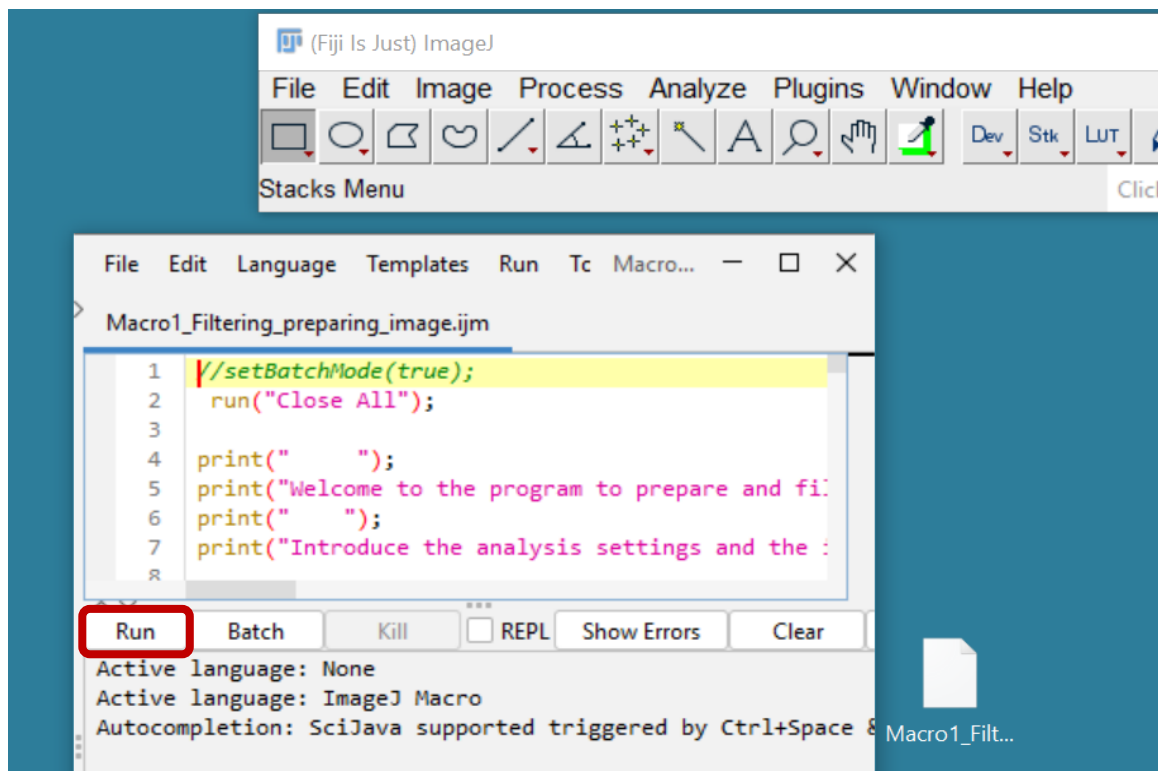 (Fiji Is Just) ImageJ
File Edit Image Process Analyze Plugins Window Help
Dev Stk LUT
Stacks Menu
File Edit Language Templates Run Macro...
Macro1_Filtering_preparing_image.ijm
1 //setBatchMode(true);
2 run("Close All");
3
4 print(" ");
5 print("Welcome to the program to prepare and
6 print(" ");
7 print("Introduce the analysis settings and the
8
Run Batch Kill REPL Show Errors Clear
Active language: None
Active language: ImageJ Macro
Autocompletion: SciJava supported triggered by Ctrl+Space &
Macro1_Filt...